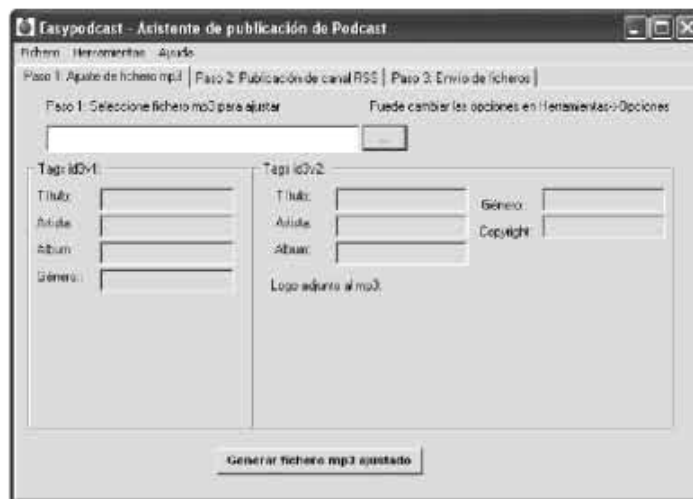 Easypodcast - Asistente de publicación de Podcast
Fichero Herramientas Ayuda
Paso 1: Ajuste de fichero mp3 Paso 2: Publicación de canal RSS Paso 3: Envío de ficheros
Paso 1: Seleccione fichero mp3 para ajustar Puede cambiar las opciones en Herramientas->Opciones
...
Tags id3v1: Tags id3v2:
Título: Título: Género:
Artista: Artista: Copyright:
Album: Album:
Género: Logo adjunto al mp3:
Generar fichero mp3 ajustado